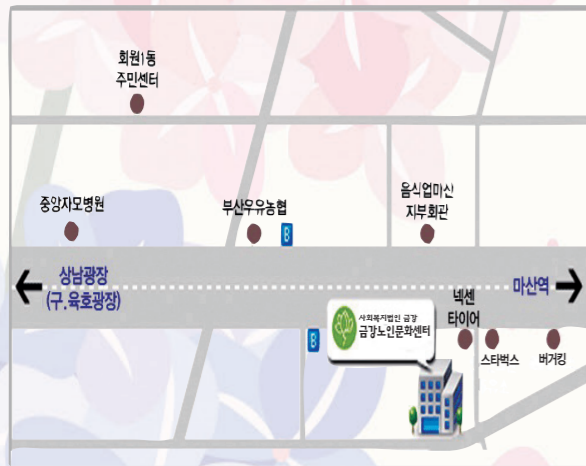 회원1동
주민센터
중앙자모병원
부산우유농협
B
음식업마산
지부회관
상남광장
(구.육호광장)
마산역
B
사회복지법인 금강
금강노인문화센터
넥센
타이어
스타벅스
버거킹